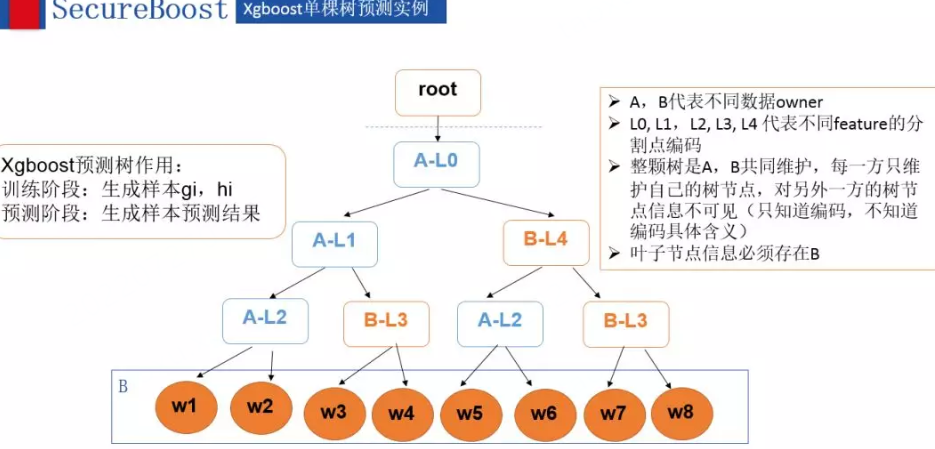 SecureBoost
Xgboost单棵树预测实例
root
A-L0
A-L1
B-L4
A-L2
B-L3
A-L2
B-L3
B
w1
w2
w3
w4
w5
w6
w7
w8
Xgboost预测树作用：
训练阶段：生成样本gi，hi
预测阶段：生成样本预测结果
➢ A，B代表不同数据owner
➢ L0, L1，L2, L3, L4 代表不同feature的分
割点编码
➢ 整颗树是A，B共同维护，每一方只维
护自己的树节点，对另外一方的树节
点信息不可见（只知道编码，不知道
编码具体含义）
➢ 叶子节点信息必须存在B